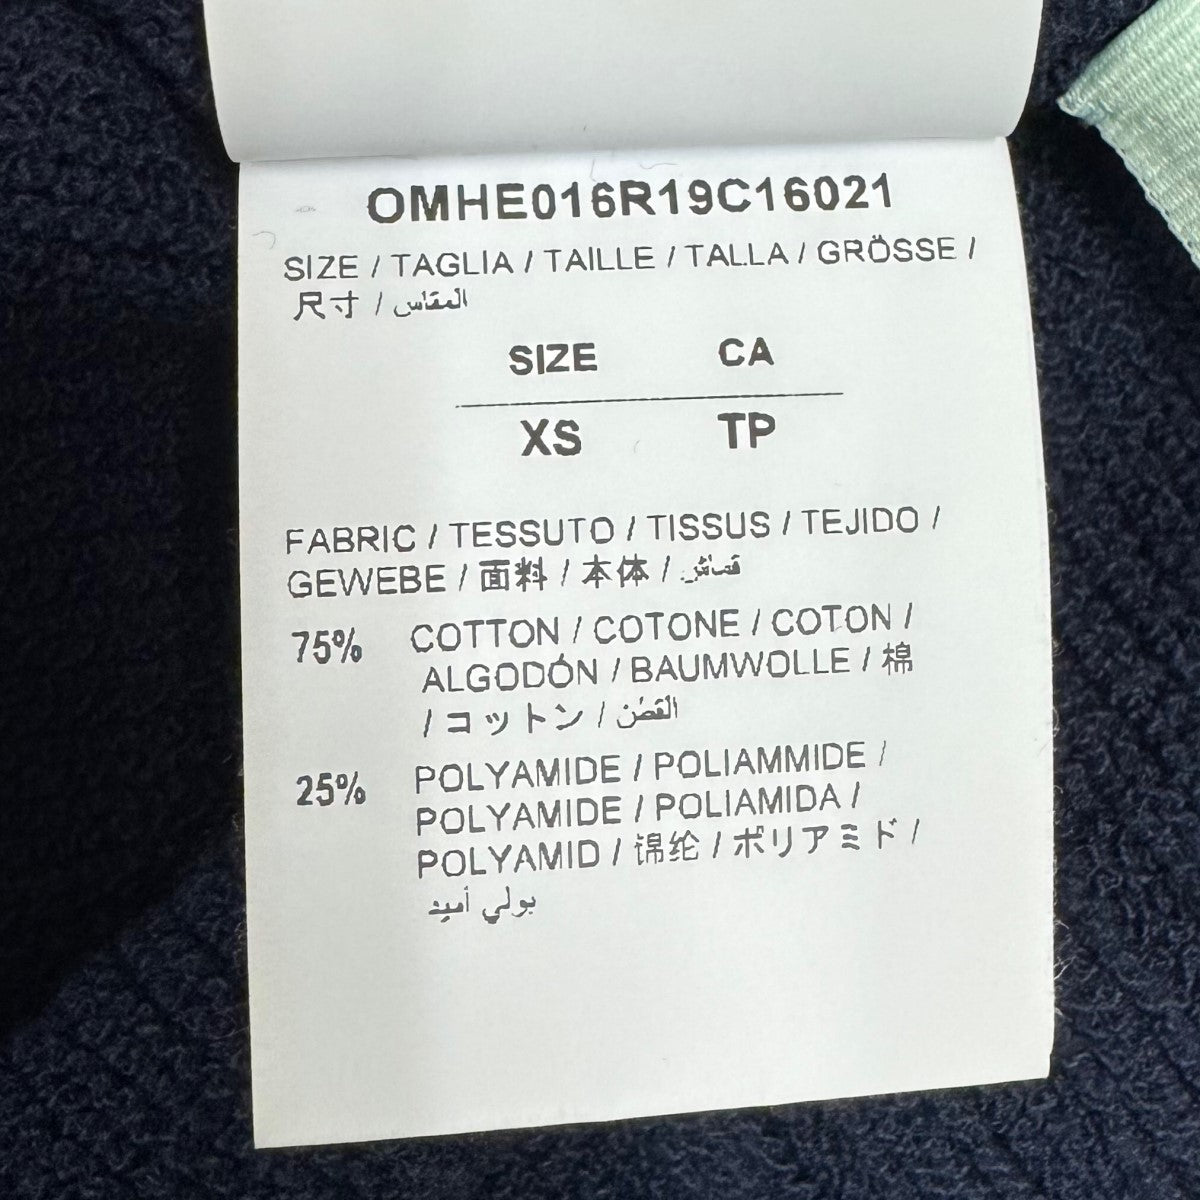 OMHE016R19C16021
SIZE / TAGLIA / TAILLE / TALLA / GRÖSSE /
尺寸 / المقاس
SIZE CA
XS TP
FABRIC / TESSUTO / TISSUS / TEJIDO /
GEWEBE / 面料 / 本体 / قماش
75% COTTON / COTONE / COTON /
ALGODÓN / BAUMWOLLE / 棉
/ コットン / القطن
25% POLYAMIDE / POLIAMMIDE /
POLYAMIDE / POLIAMIDA /
POLYAMID / 锦纶 / ポリアミド /
بولي أميد